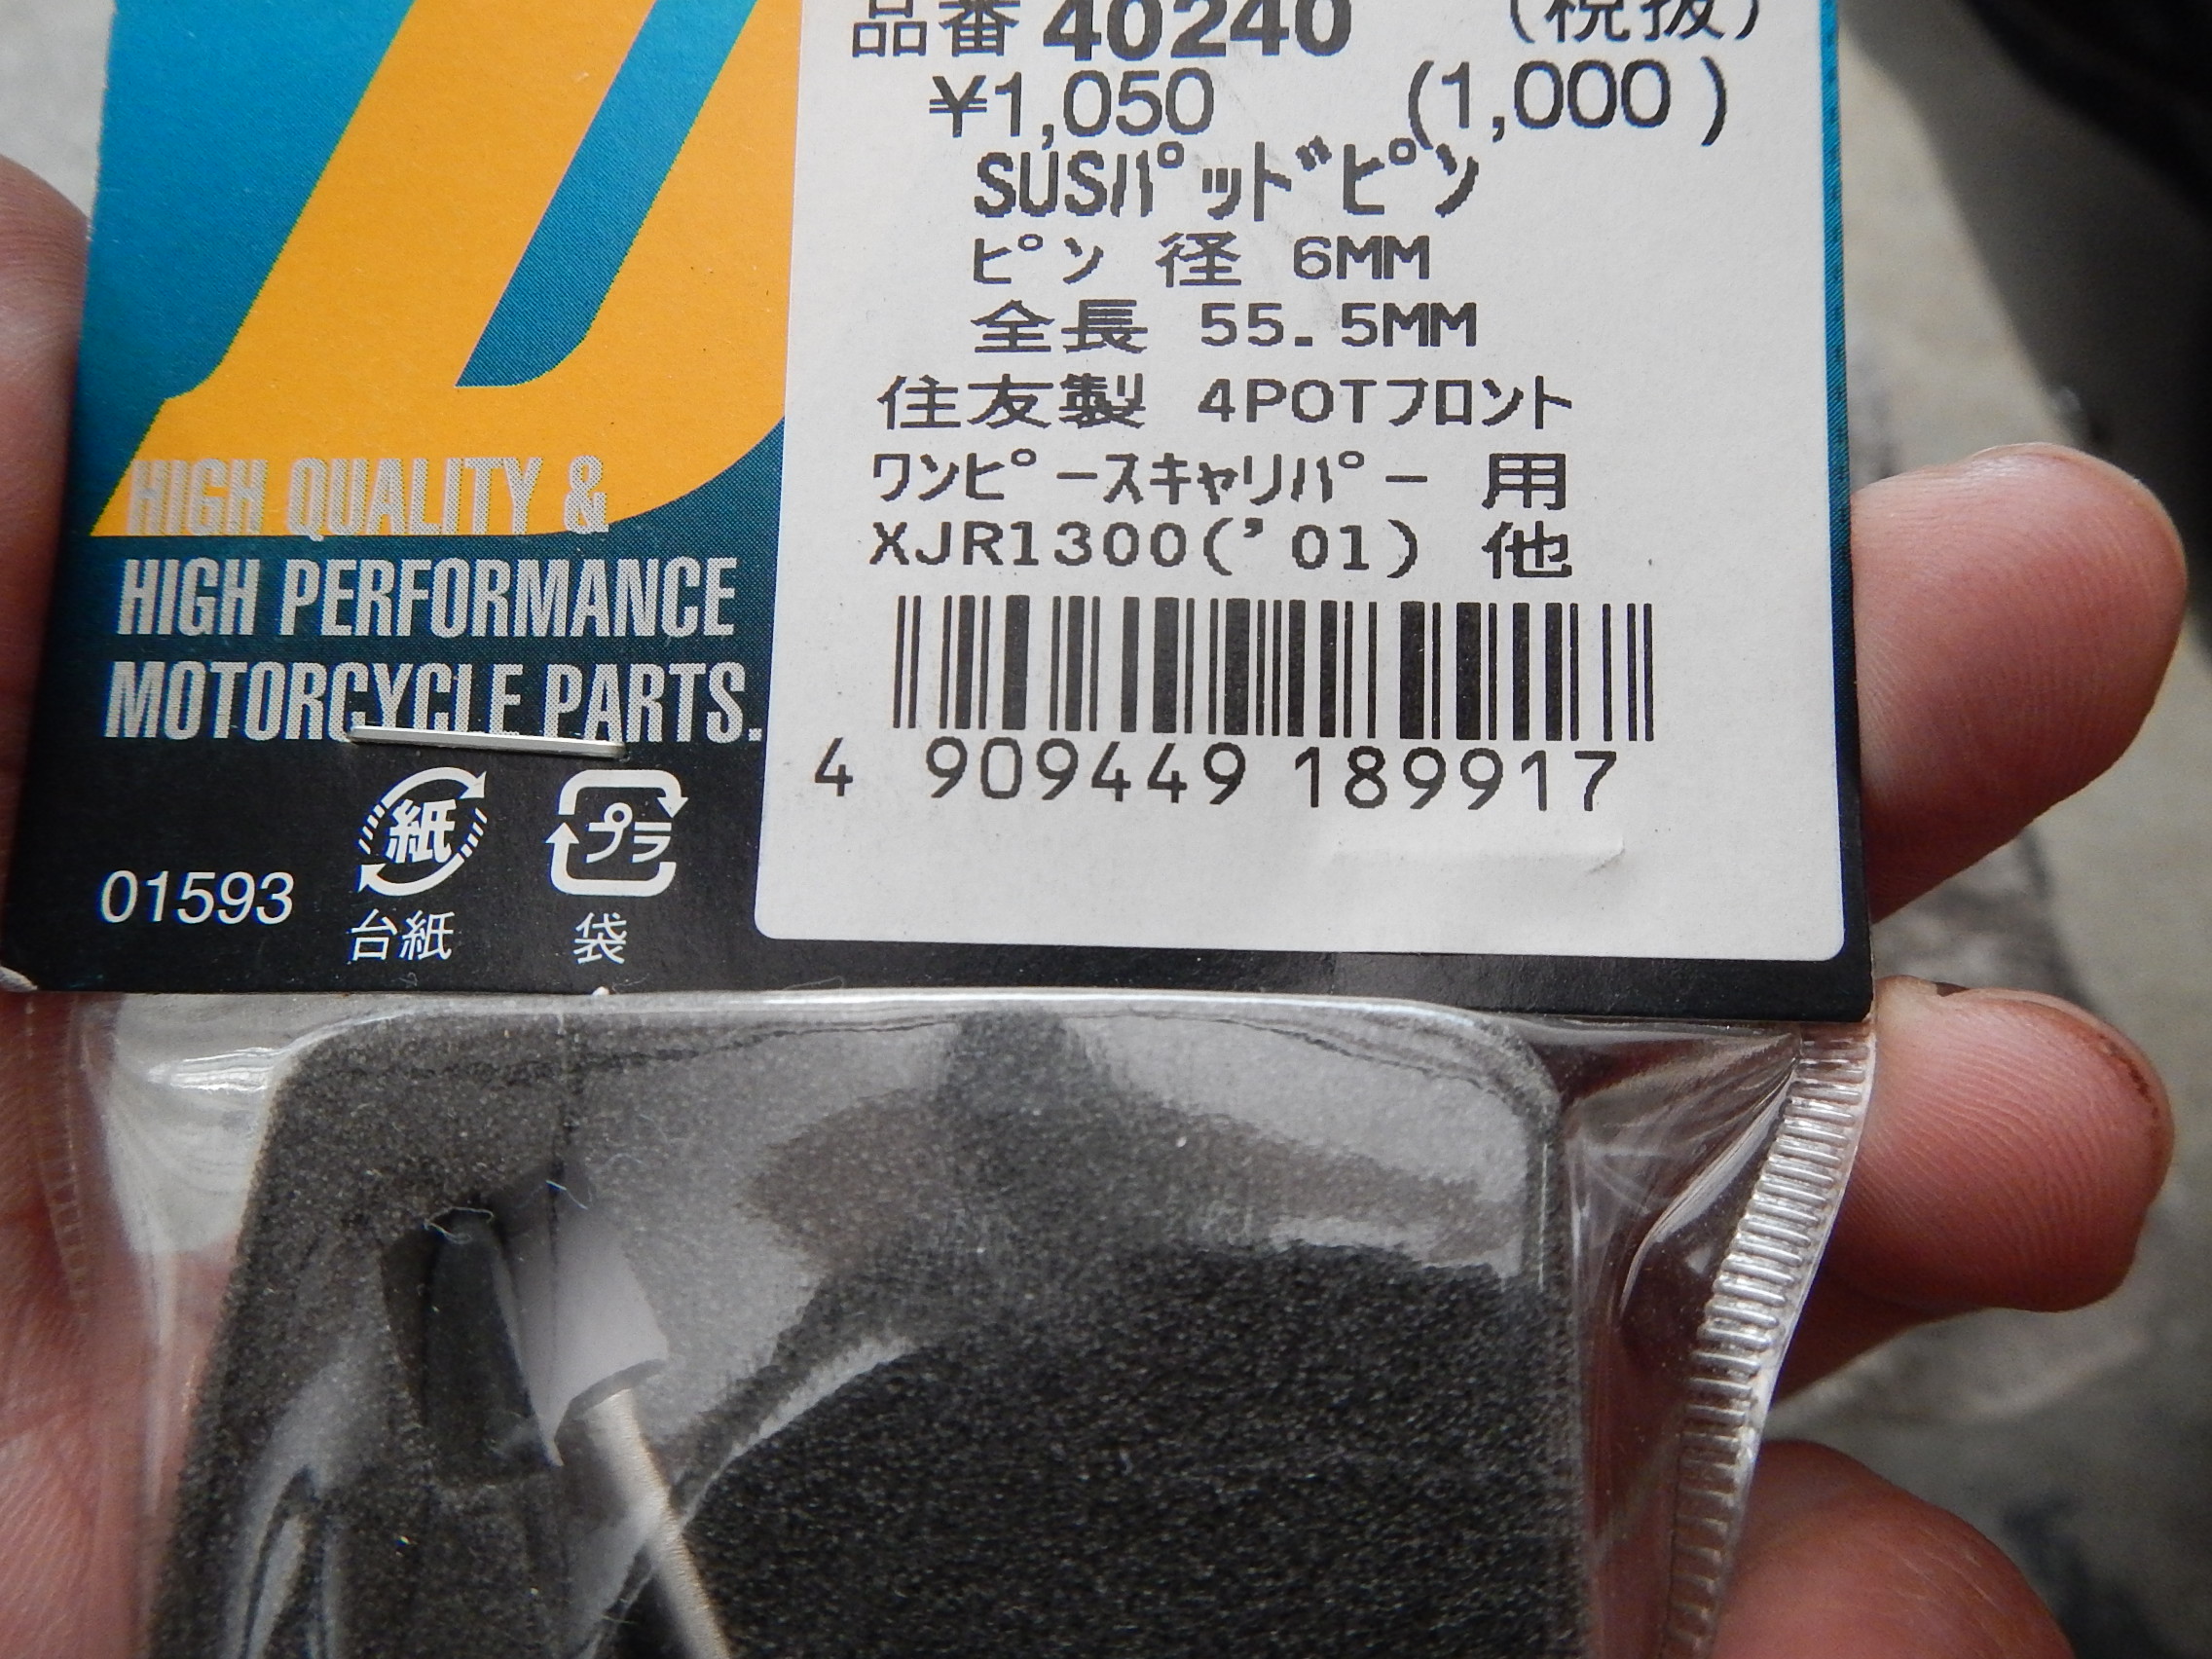 品番 40240 (税抜)
¥1,050 (1,000)
SUSﾊﾟｯﾄﾞﾋﾟﾝ
ﾋﾟﾝ 径 6MM
全長 55.5MM
住友製 4POTﾌﾛﾝﾄ
ﾜﾝﾋﾟｰｽｷｬﾘﾊﾟｰ 用
XJR1300('01) 他
4 909449 189917
HIGH QUALITY &
HIGH PERFORMANCE
MOTORCYCLE PARTS.
紙 プラ
01593 台紙 袋